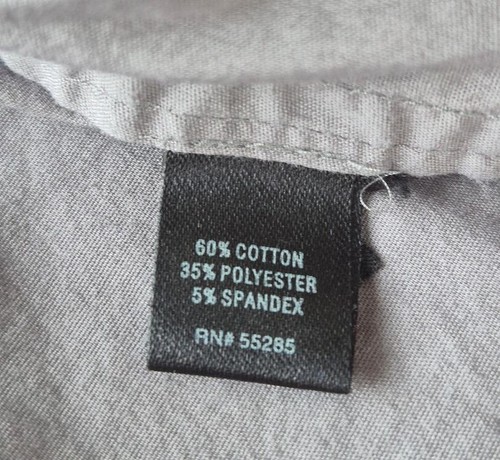 60% COTTON
35% POLYESTER
5% SPANDEX
RN# 55285